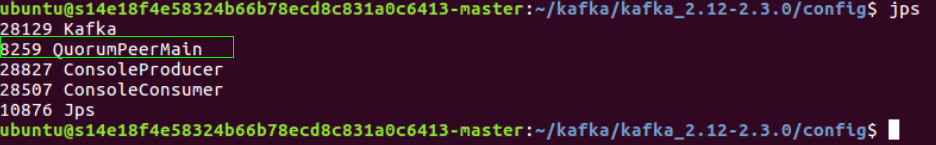 ubuntu@s14e18f4e58324b66b78ecd8c831a0c6413-master:~/kafka/kafka_2.12-2.3.0/config$ jps
28129 Kafka
8259 QuorumPeerMain
28827 ConsoleProducer
28507 ConsoleConsumer
10876 Jps
ubuntu@s14e18f4e58324b66b78ecd8c831a0c6413-master:~/kafka/kafka_2.12-2.3.0/config$